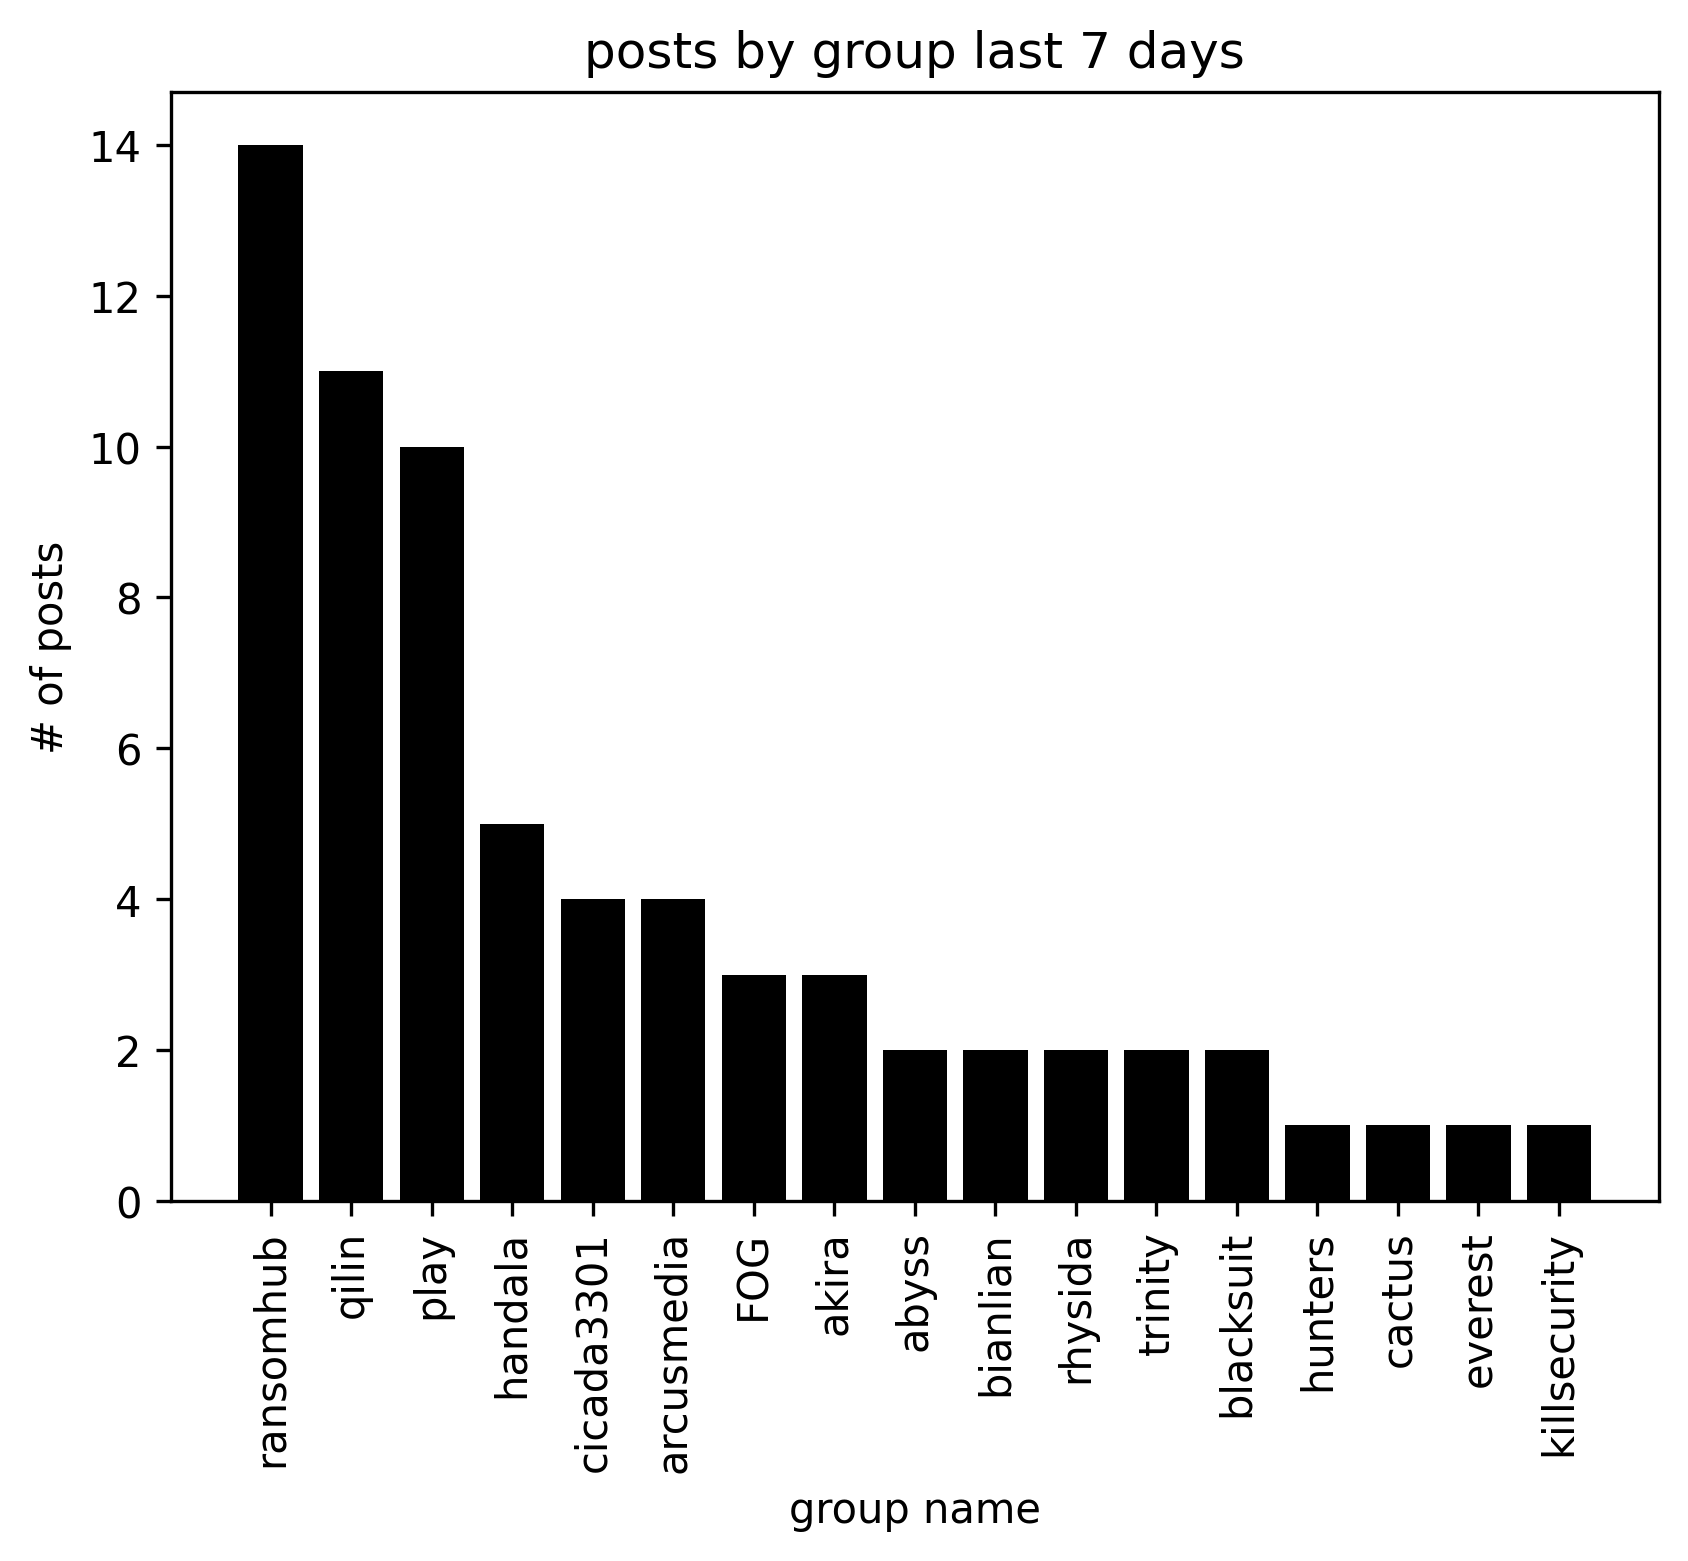 posts by group last 7 days
# of posts
14
12
10
8
6
4
2
0
ransomhub
qilin
play
handala
cicada3301
arcusmedia
FOG
akira
abyss
bianlian
rhysida
trinity
blacksuit
hunters
cactus
everest
killsecurity
group name